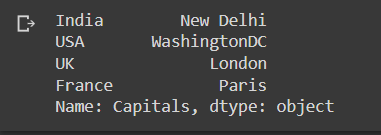 India New Delhi
USA WashingtonDC
UK London
France Paris
Name: Capitals, dtype: object